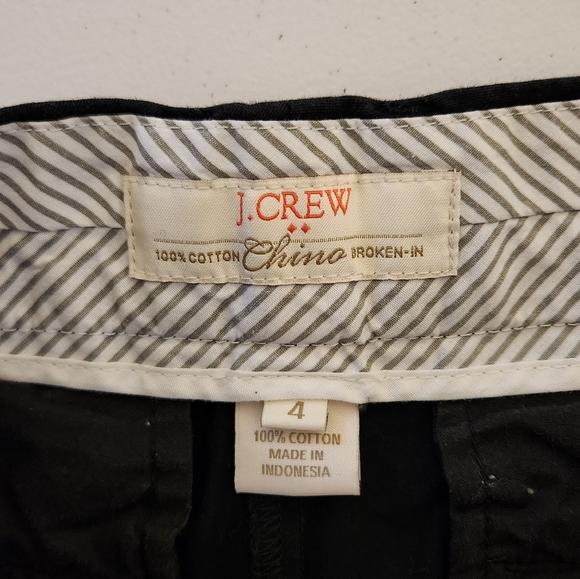 J.CREW
100% COTTON Chino BROKEN-IN
4
100% COTTON
MADE IN
INDONESIA